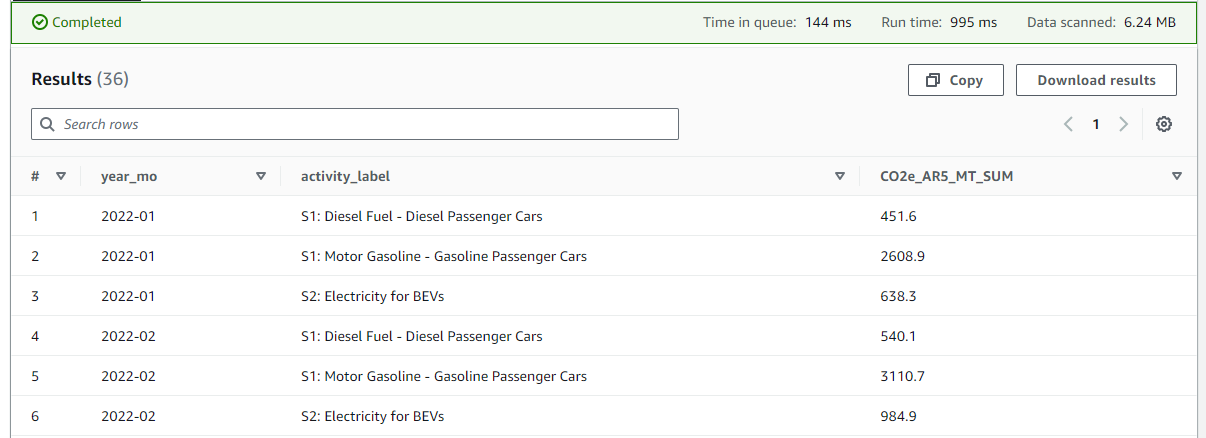 Completed Time in queue: 144 ms Run time: 995 ms Data scanned: 6.24 MB
Results (36) Copy Download results
Search rows 1
# year_mo activity_label CO2e_AR5_MT_SUM
1 2022-01 S1: Diesel Fuel - Diesel Passenger Cars 451.6
2 2022-01 S1: Motor Gasoline - Gasoline Passenger Cars 2608.9
3 2022-01 S2: Electricity for BEVs 638.3
4 2022-02 S1: Diesel Fuel - Diesel Passenger Cars 540.1
5 2022-02 S1: Motor Gasoline - Gasoline Passenger Cars 3110.7
6 2022-02 S2: Electricity for BEVs 984.9